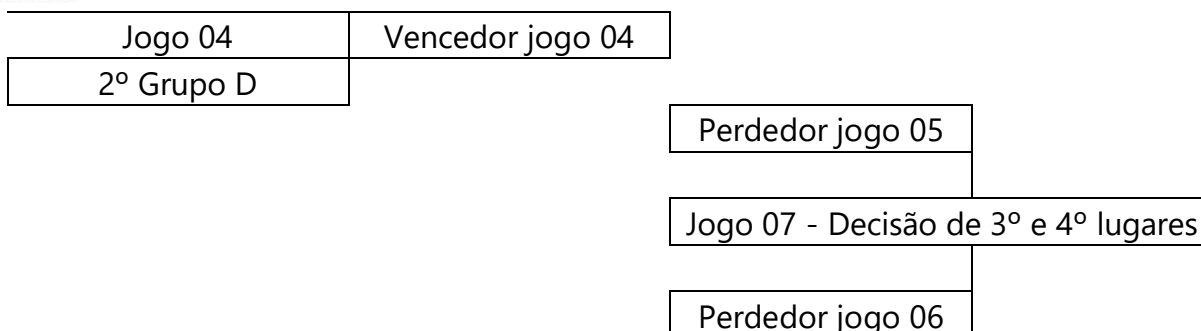 Jogo 04 Vencedor jogo 04
2º Grupo D
Perdedor jogo 05
Jogo 07 - Decisão de 3º e 4º lugares
Perdedor jogo 06